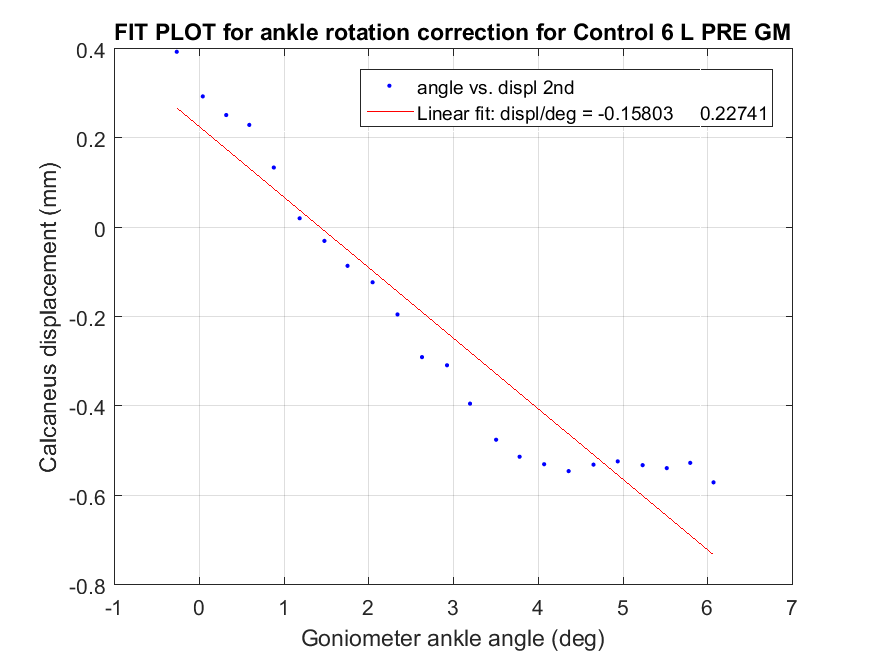 FIT PLOT for ankle rotation correction for Control 6 L PRE GM
0.4
angle vs. displ 2nd
Linear fit: displ/deg = -0.15803 0.22741
0.2
0
-0.2
-0.4
-0.6
-0.8
Calcaneus displacement (mm)
-1 0 1 2 3 4 5 6 7
Goniometer ankle angle (deg)